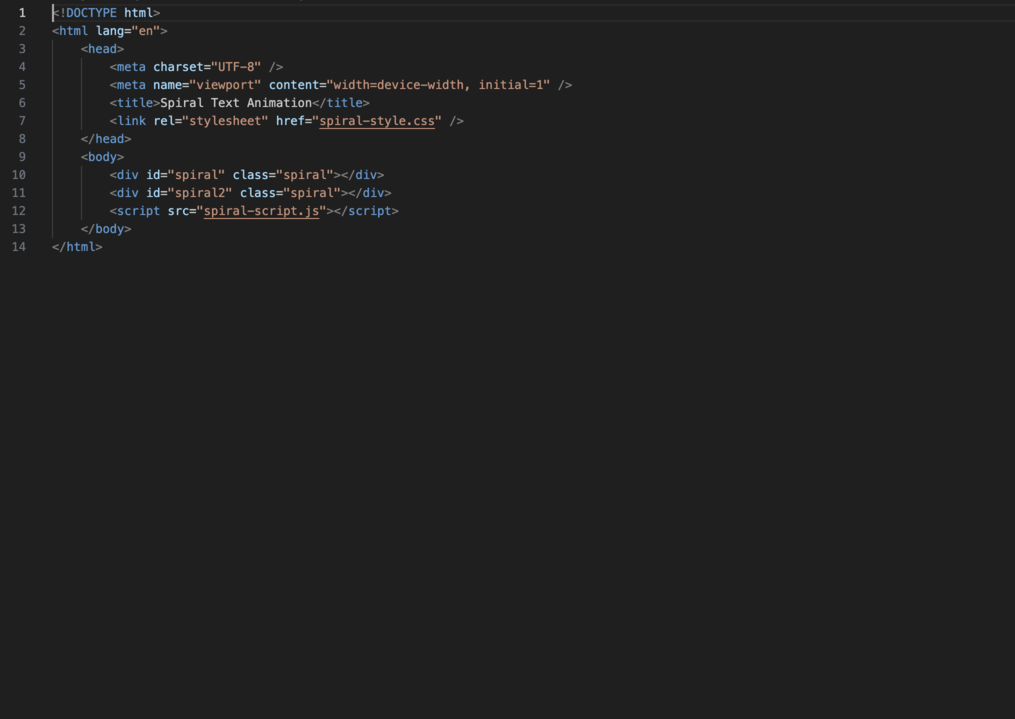 1 <!DOCTYPE html>
2 <html lang="en">
3 <head>
4 <meta charset="UTF-8" />
5 <meta name="viewport" content="width=device-width, initial=1" />
6 <title>Spiral Text Animation</title>
7 <link rel="stylesheet" href="spiral-style.css" />
8 </head>
9 <body>
10 <div id="spiral" class="spiral"></div>
11 <div id="spiral2" class="spiral"></div>
12 <script src="spiral-script.js"></script>
13 </body>
14 </html>